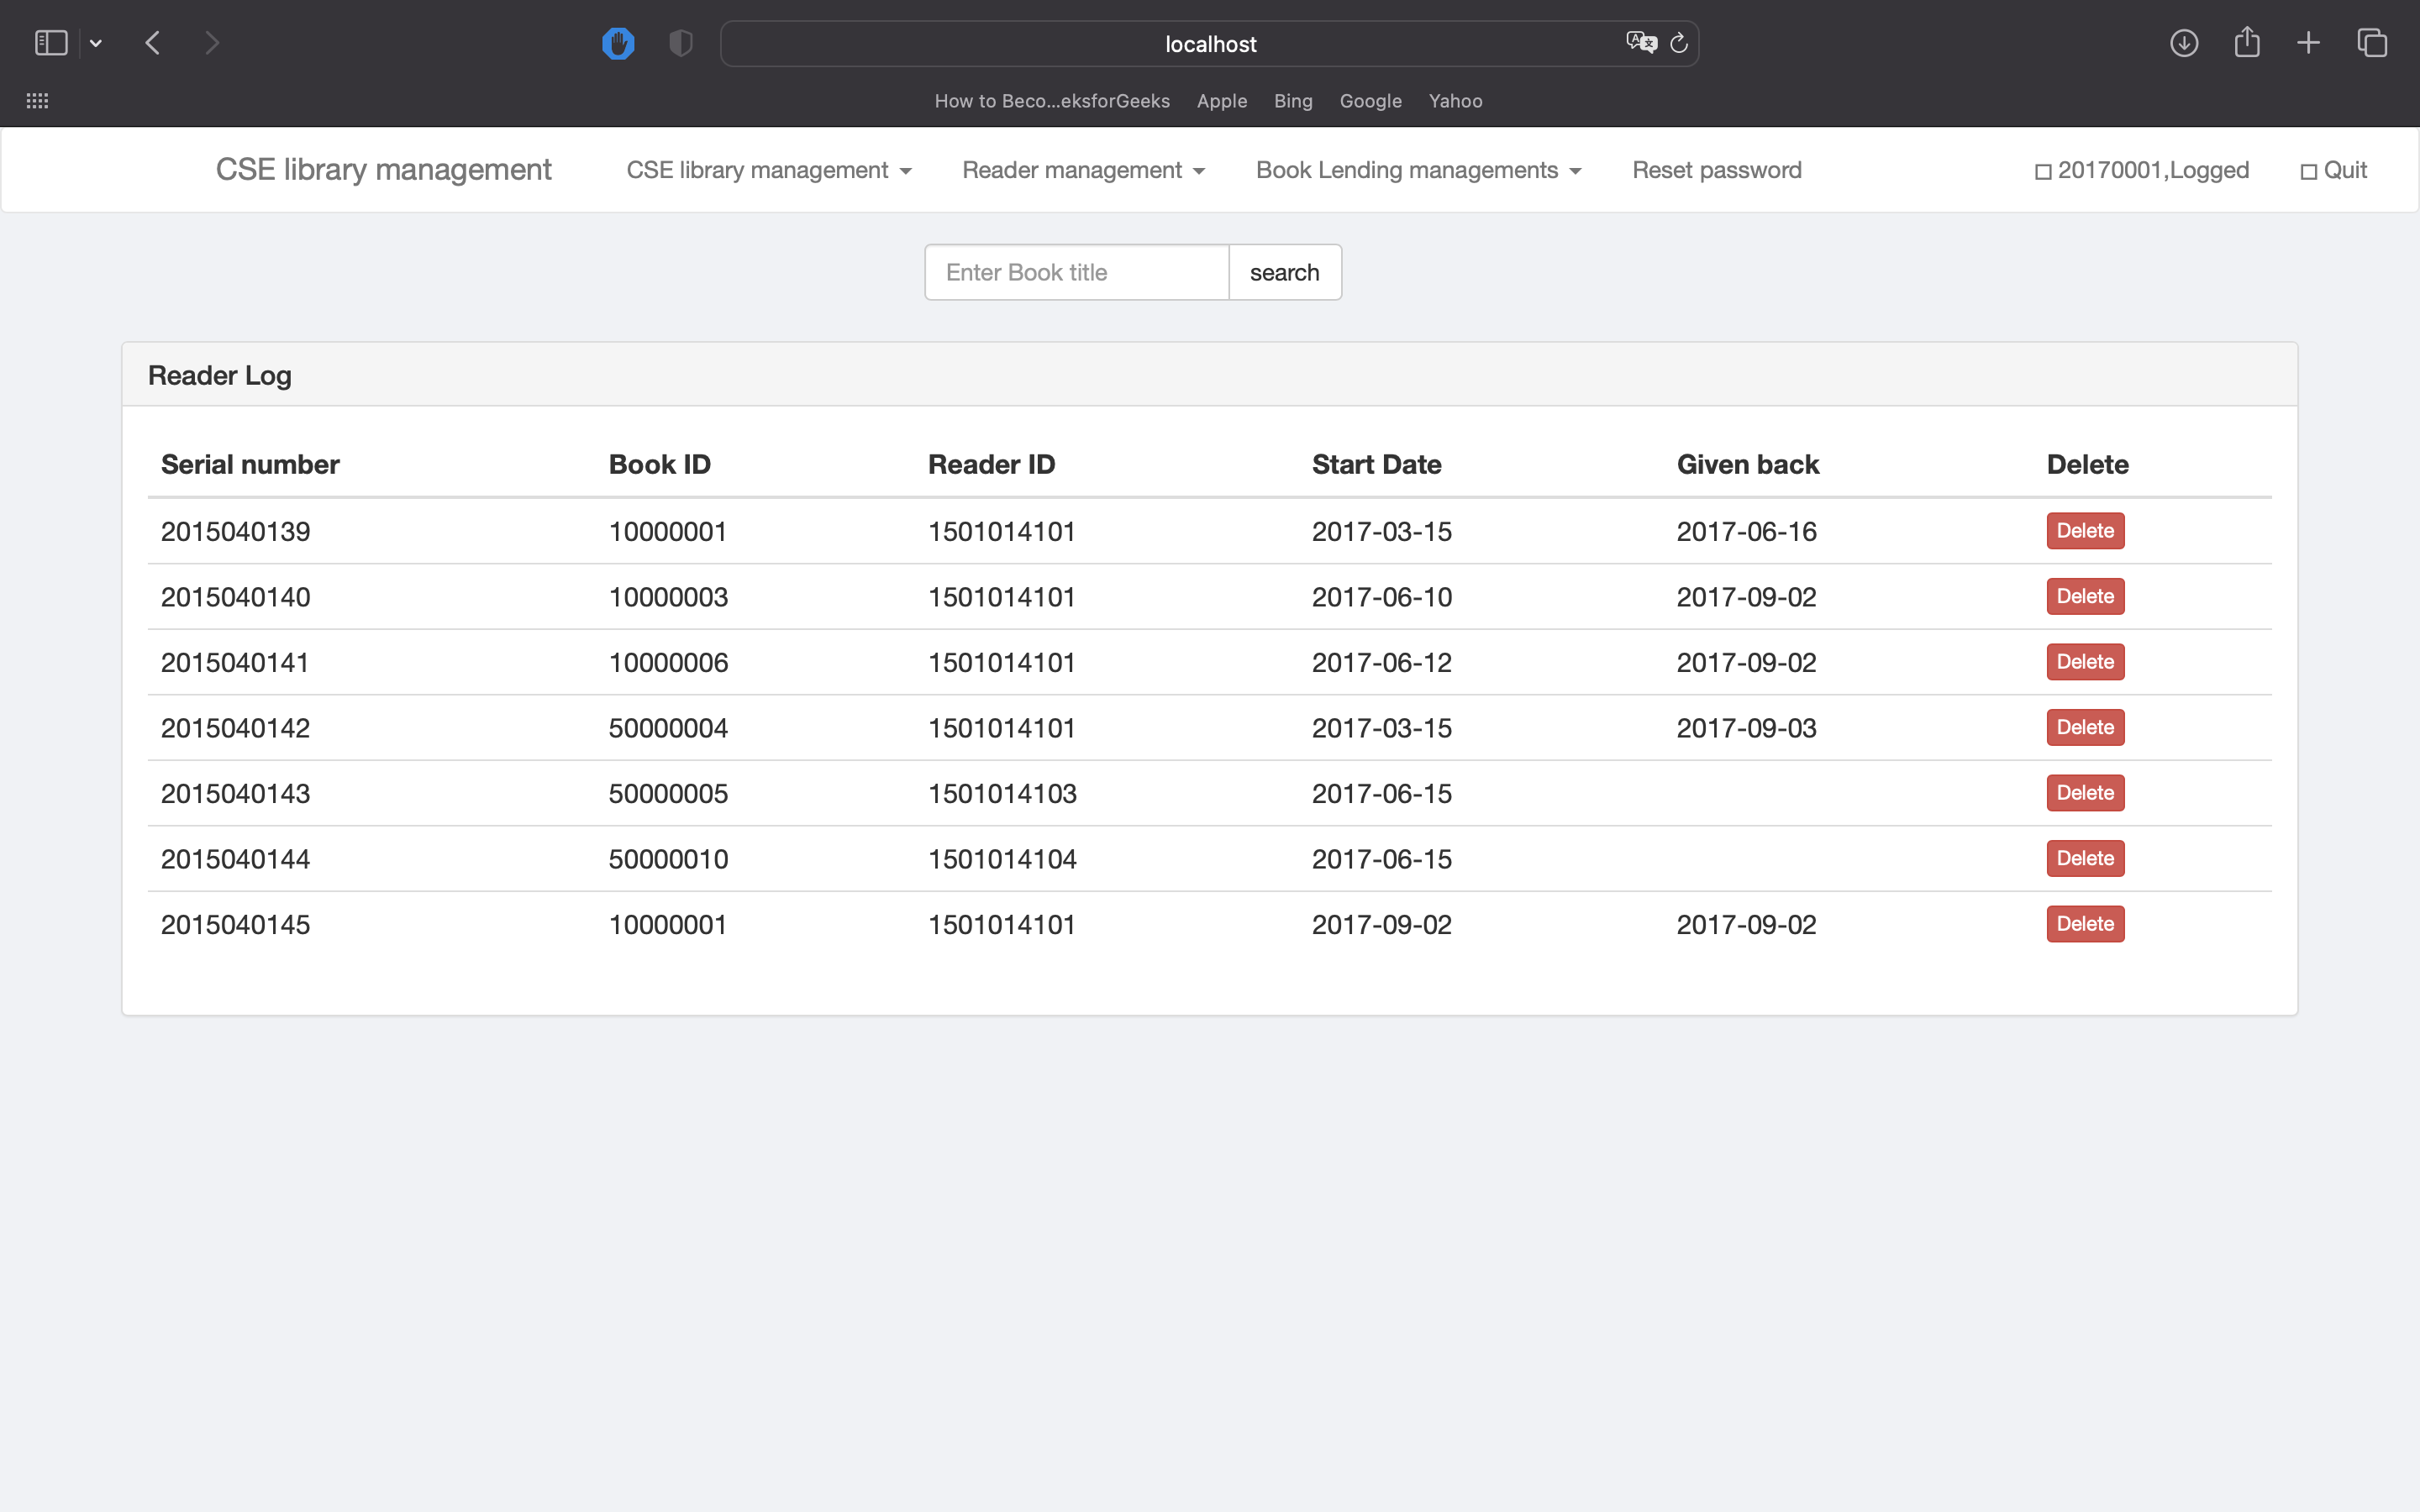 localhost
How to Beco...eksforGeeks Apple Bing Google Yahoo
CSE library management CSE library management Reader management Book Lending managements Reset password 20170001,Logged Quit
Enter Book title search
Reader Log
Serial number Book ID Reader ID Start Date Given back Delete
2015040139 10000001 1501014101 2017-03-15 2017-06-16 Delete
2015040140 10000003 1501014101 2017-06-10 2017-09-02 Delete
2015040141 10000006 1501014101 2017-06-12 2017-09-02 Delete
2015040142 50000004 1501014101 2017-03-15 2017-09-03 Delete
2015040143 50000005 1501014103 2017-06-15 Delete
2015040144 50000010 1501014104 2017-06-15 Delete
2015040145 10000001 1501014101 2017-09-02 2017-09-02 Delete